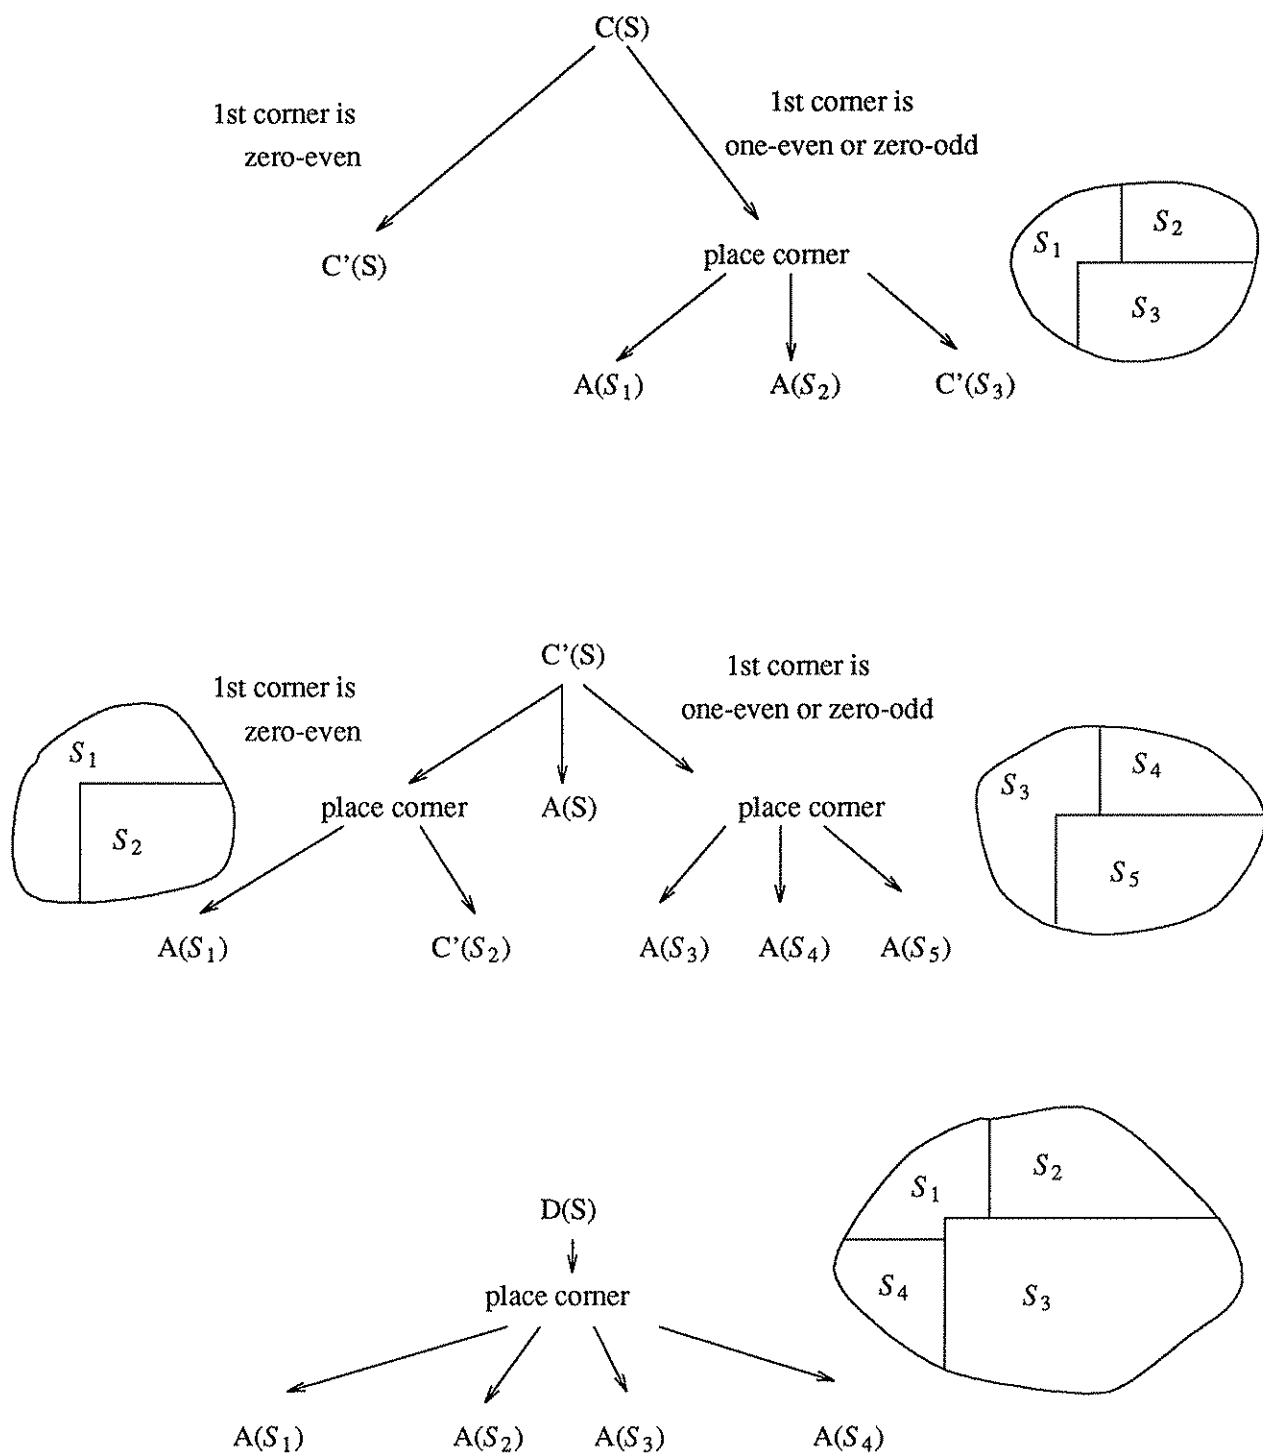 C(S)
1st corner is
zero-even
1st corner is
one-even or zero-odd
C'(S)
place corner
A(S₁)
A(S₂)
C'(S₃)
S₁
S₂
S₃
C'(S)
1st corner is
zero-even
1st corner is
one-even or zero-odd
S₁
S₂
place corner
A(S)
place corner
S₃
S₄
S₅
A(S₁)
C'(S₂)
A(S₃)
A(S₄)
A(S₅)
D(S)
place corner
S₁
S₂
S₄
S₃
A(S₁)
A(S₂)
A(S₃)
A(S₄)